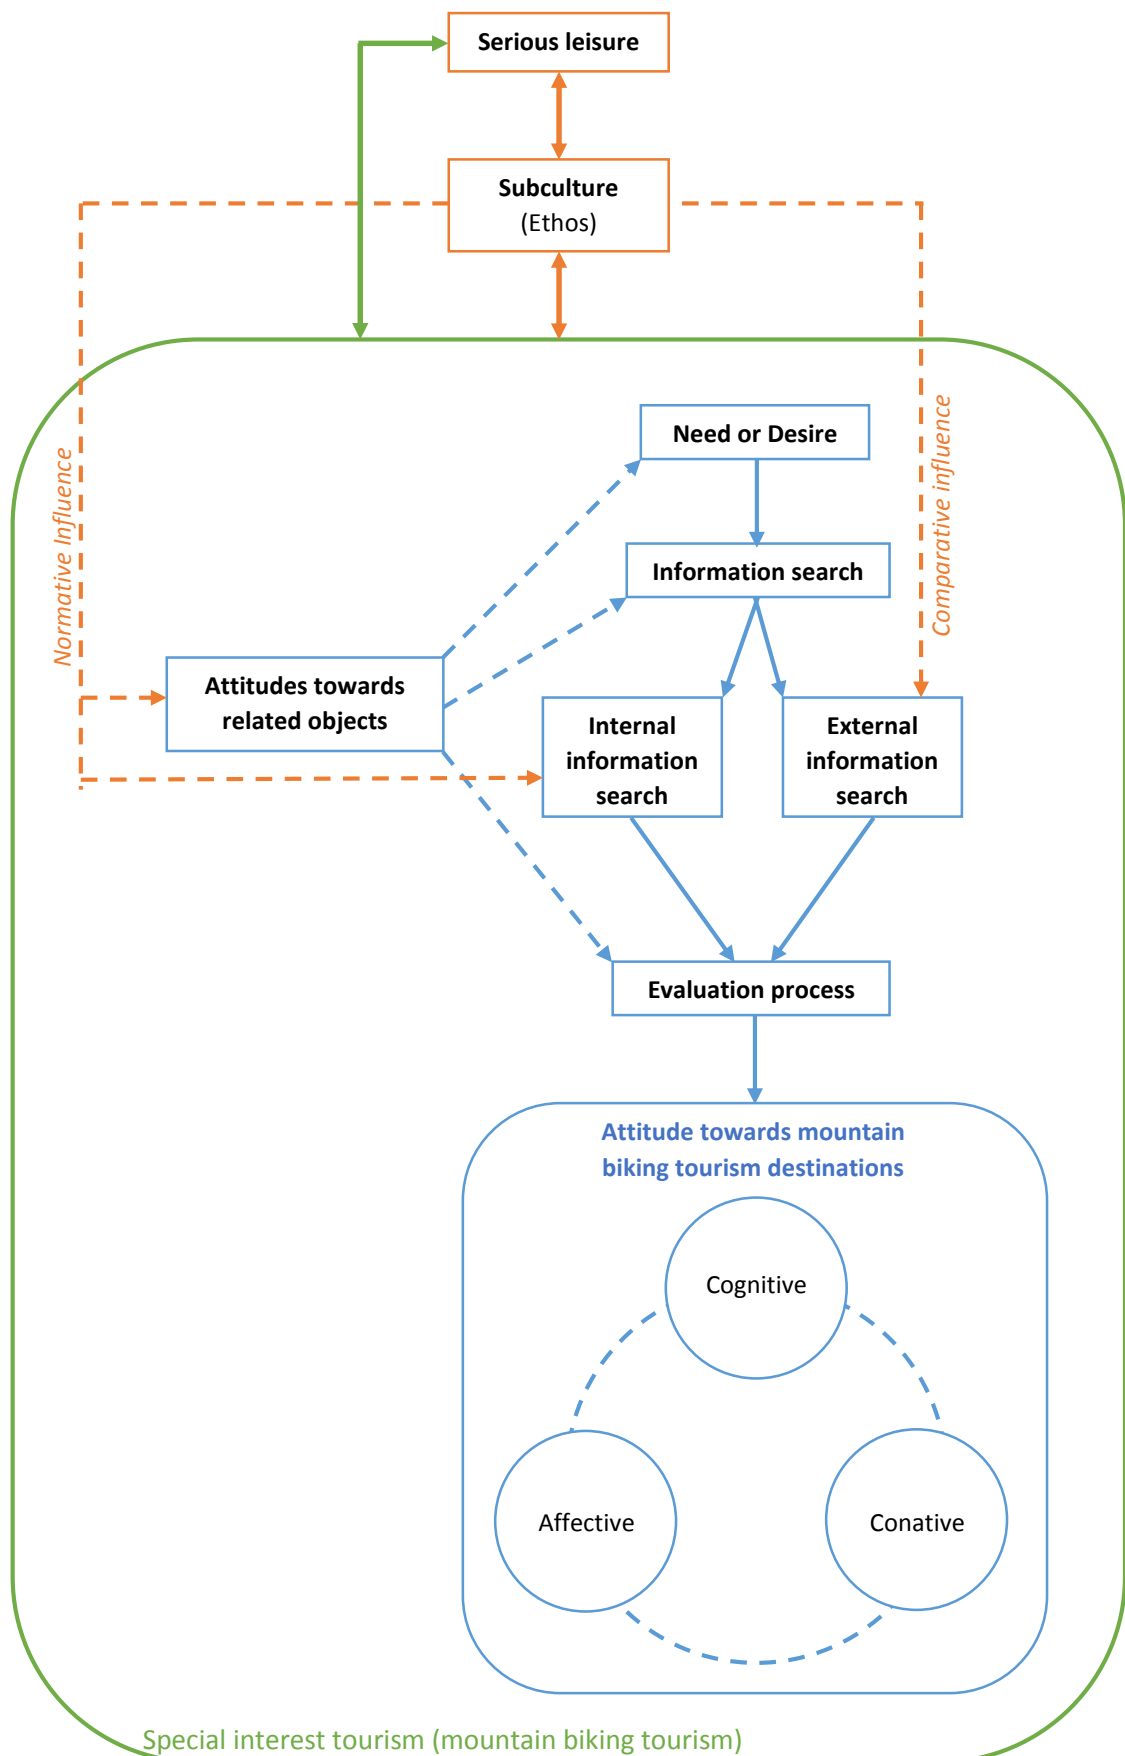 Serious leisure
Subculture
(Ethos)
Need or Desire
Normative Influence
Comparative influence
Information search
Attitudes towards
related objects
Internal
information
search
External
information
search
Evaluation process
Attitude towards mountain
biking tourism destinations
Cognitive
Affective
Conative
Special interest tourism (mountain biking tourism)